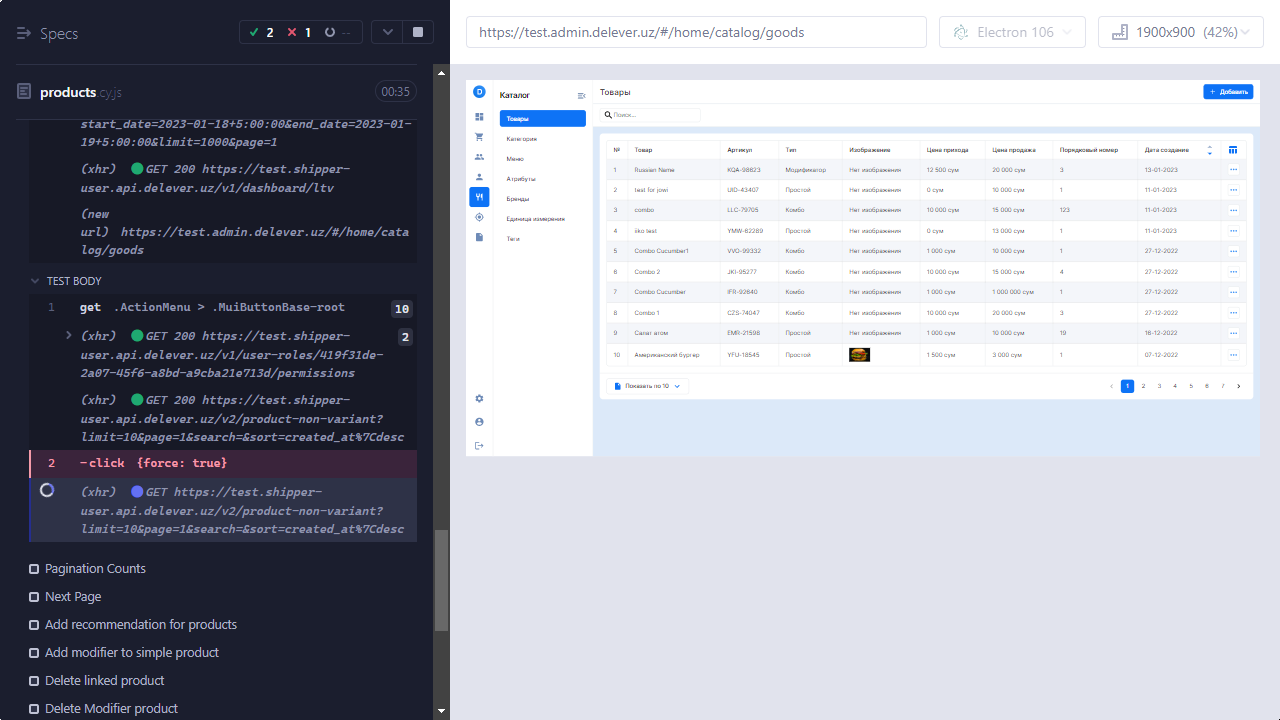 Specs
2
1
--
products.cy.js
00:35
start_date=2023-01-18+5:00:00&end_date=2023-01-
19+5:00:00&limit=1000&page=1
(xhr) GET 200 https://test.shipper-
user.api.delever.uz/v1/dashboard/ltv
(new
url) https://test.admin.delever.uz/#/home/cata
log/goods
TEST BODY
1 get .ActionMenu > .MuiButtonBase-root 10
(xhr) GET 200 https://test.shipper- 2
user.api.delever.uz/v1/user-roles/419f31de-
2a07-45f6-a8bd-a9cba21e713d/permissions
(xhr) GET 200 https://test.shipper-
user.api.delever.uz/v2/product-non-variant?
limit=10&page=1&search=&sort=created_at%7Cdesc
2 -click {force: true}
(xhr) GET https://test.shipper-
user.api.delever.uz/v2/product-non-variant?
limit=10&page=1&search=&sort=created_at%7Cdesc
Pagination Counts
Next Page
Add recommendation for products
Add modifier to simple product
Delete linked product
Delete Modifier product
https://test.admin.delever.uz/#/home/catalog/goods
Electron 106
1900x900 (42%)
D
Каталог
Товары
Категория
Меню
Атрибуты
Бренды
Единица измерения
Теги
Товары
+ Добавить
Поиск...
№ Товар Артикул Тип Изображение Цена прихода Цена продажа Порядковый номер Дата создание
1 Russian Name KQA-98623 Модификатор Нет изображения 12 500 сум 20 000 сум 3 13-01-2023
2 test for jowi UID-43407 Простой Нет изображения 0 сум 10 000 сум 1 11-01-2023
3 combo LLC-79705 Комбо Нет изображения 10 000 сум 15 000 сум 123 11-01-2023
4 iiko test YMW-62289 Простой Нет изображения 0 сум 13 000 сум 1 11-01-2023
5 Combo Cucumber1 VVO-99332 Комбо Нет изображения 1 000 сум 10 000 сум 1 27-12-2022
6 Combo 2 JKI-95277 Комбо Нет изображения 10 000 сум 15 000 сум 4 27-12-2022
7 Combo Cucumber IFR-92640 Комбо Нет изображения 1 000 сум 1 000 000 сум 1 27-12-2022
8 Combo 1 CZS-74047 Комбо Нет изображения 10 000 сум 20 000 сум 3 27-12-2022
9 Салат атом EMR-21598 Простой Нет изображения 1 000 сум 10 000 сум 19 16-12-2022
10 Американский бургер YFU-18545 Простой 1 500 сум 3 000 сум 1 07-12-2022
Показать по 10
1 2 3 4 5 6 7